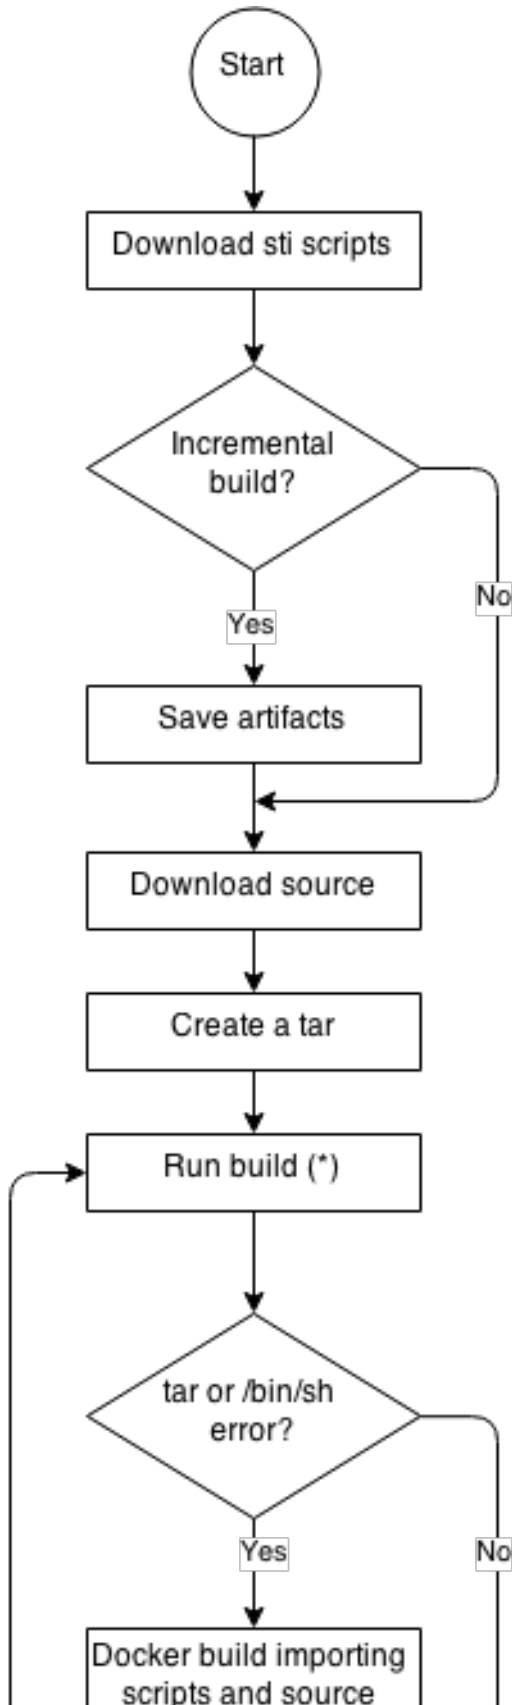 Start
Download sti scripts
Incremental
build?
No
Yes
Save artifacts
Download source
Create a tar
Run build (*)
tar or /bin/sh
error?
Yes
No
Docker build importing
scripts and source